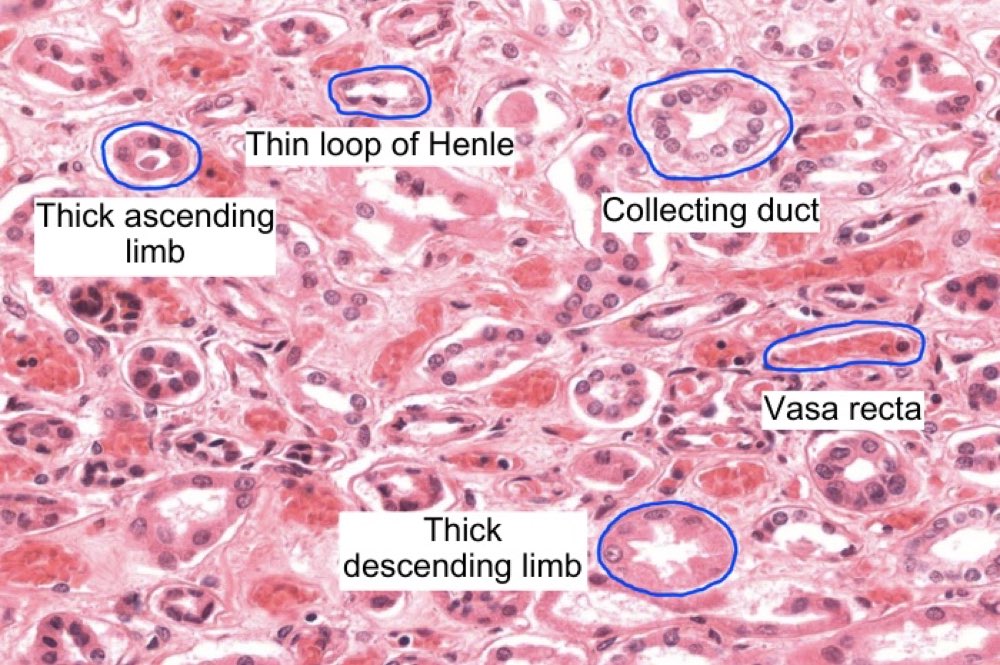 Thin loop of Henle
Thick ascending
limb
Collecting duct
Vasa recta
Thick
descending limb